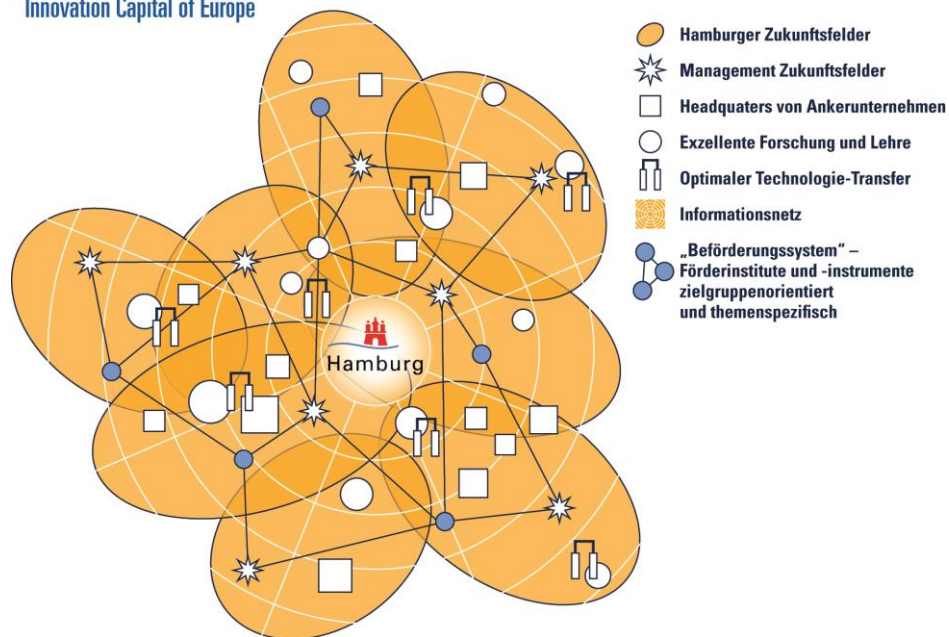 Innovation Capital of Europe
Hamburger Zukunftsfelder
Management Zukunftsfelder
Headquaters von Ankerunternehmen
Exzellente Forschung und Lehre
Optimaler Technologie-Transfer
Informationsnetz
„Beförderungssystem” –
Förderinstitute und -instrumente
zielgruppenorientiert
und themenspezifisch
Hamburg